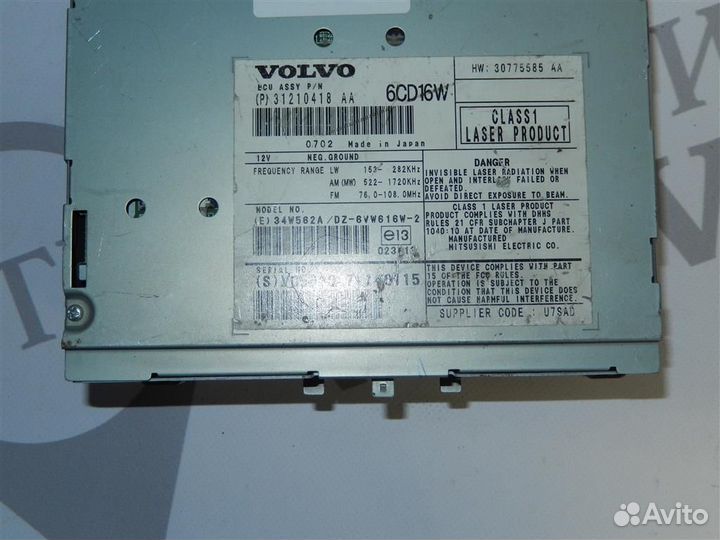 VOLVO
ECU ASSY P/N
(P) 31210418 AA
6CD16W
HW: 30775585 4A
0702 Made in Japan
CLASS1
LASER PRODUCT
12V NEG.GROUND
FREQUENCY RANGE LW 153- 282KHz
AM(MW) 522- 1720KHz
FM 76.0-108.0MHz
MODEL NO.
(E) 34W562A/DZ-6VW616W-2
e13
SERIAL NO.
DANGER
INVISIBLE LASER RADIATION WHEN
OPEN AND INTERLOCK FAILED OR
DEFEATED.
AVOID DIRECT EXPOSURE TO BEAM.
CLASS 1 LASER PRODUCT
PRODUCT COMPLIES WITH DHHS
RULES 21 CFR SUBCHAPTER J PART
1040:10 AT DATE OF MANUFACTURE.
MANUFACTURED
MITSUBISHI ELECTRIC CO.
THIS DEVICE COMPLIES WITH PART
15 OF THE FCC RULES.
OPERATION IS SUBJECT TO THE
CONDITION THAT THIS DEVICE DOES
NOT CAUSE HARMFUL INTERFERENCE.
SUPPLIER CODE : U7SAD
Avito